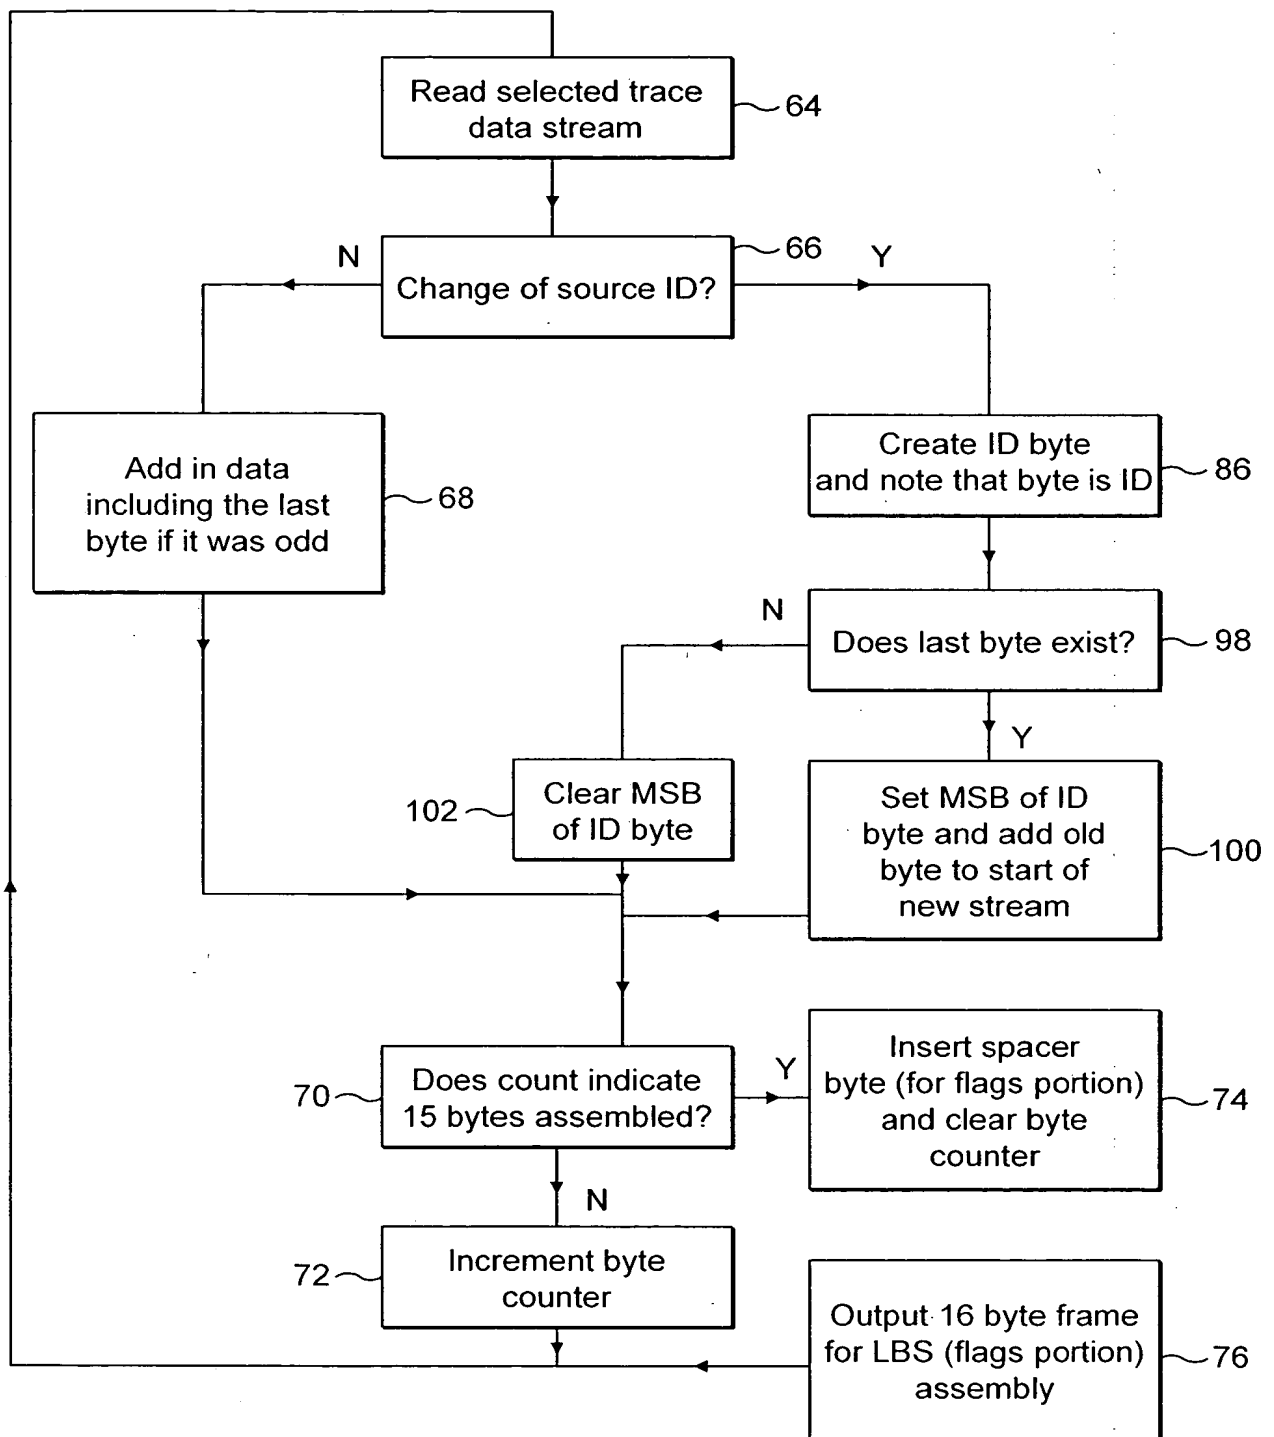 Read selected trace
data stream
64
N
66
Y
Change of source ID?
Add in data
including the last
byte if it was odd
68
Create ID byte
and note that byte is ID
86
N
Does last byte exist?
98
Y
102
Clear MSB
of ID byte
Set MSB of ID
byte and add old
byte to start of
new stream
100
70
Does count indicate
15 bytes assembled?
Y
Insert spacer
byte (for flags portion)
and clear byte
counter
74
N
72
Increment byte
counter
Output 16 byte frame
for LBS (flags portion)
assembly
76